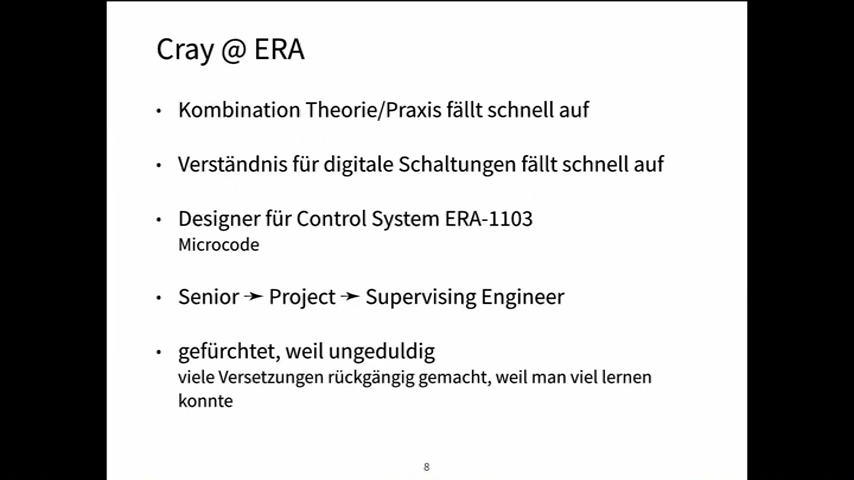 Cray @ ERA
• Kombination Theorie/Praxis fällt schnell auf
• Verständnis für digitale Schaltungen fällt schnell auf
• Designer für Control System ERA-1103
Microcode
• Senior ➛ Project ➛ Supervising Engineer
• gefürchtet, weil ungeduldig
viele Versetzungen rückgängig gemacht, weil man viel lernen
konnte
8